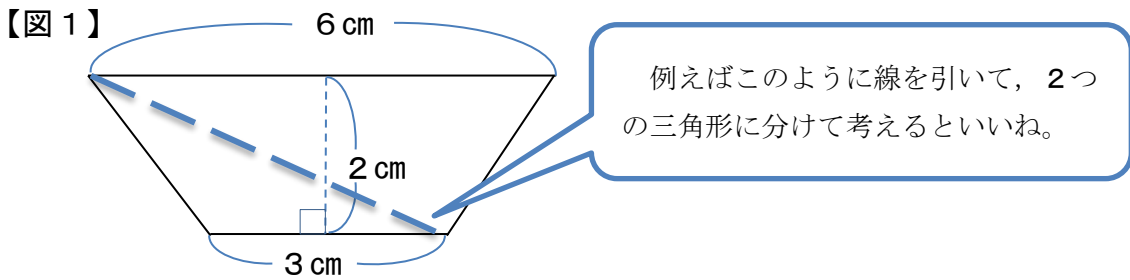 【図1】
6㎝
例えばこのように線を引いて，2つ
の三角形に分けて考えるといいね。
2㎝
3㎝